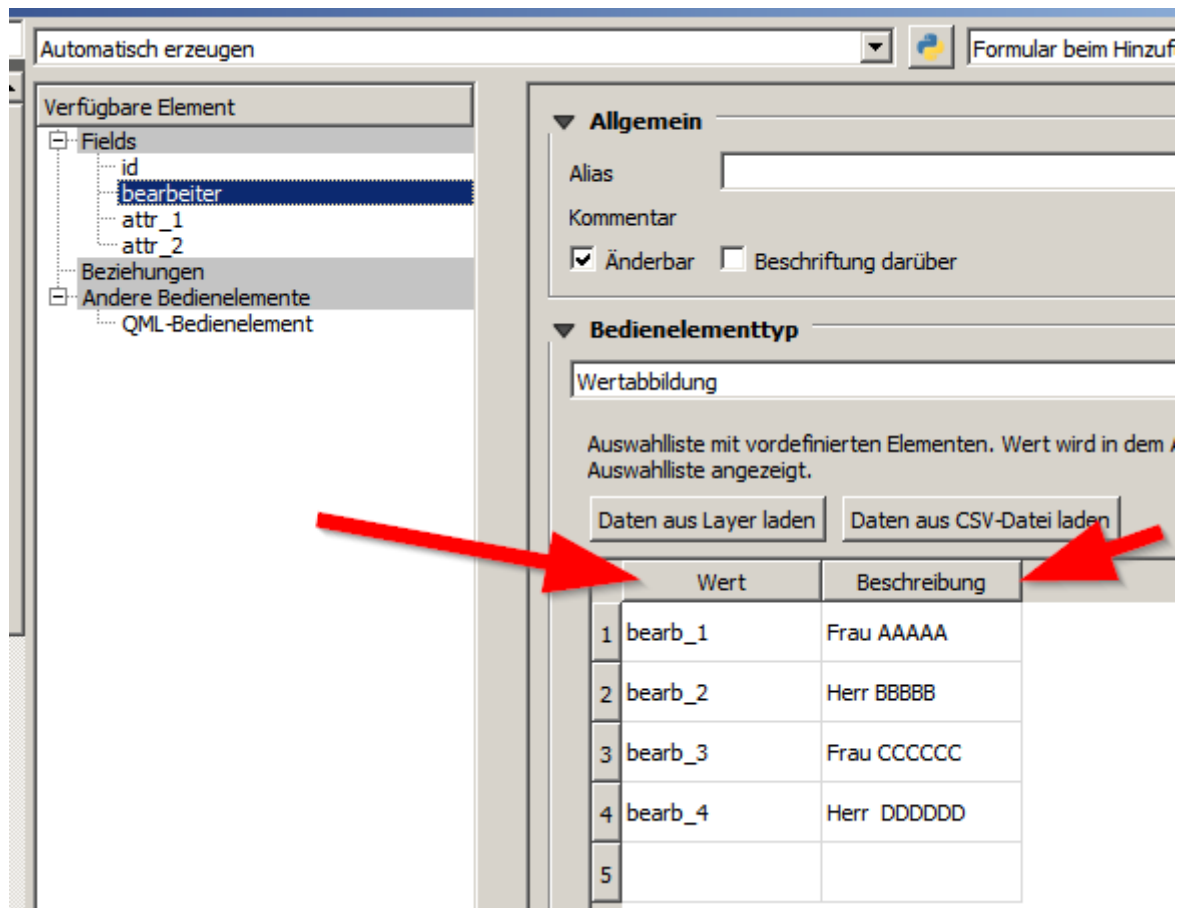 Automatisch erzeugen
Formular beim Hinzuf
Verfügbare Element
Fields
id
bearbeiter
attr_1
attr_2
Beziehungen
Andere Bedienelemente
QML-Bedienelement
Allgemein
Alias
Kommentar
Änderbar Beschriftung darüber
Bedienelementtyp
Wertabbildung
Auswahlliste mit vordefinierten Elementen. Wert wird in dem A
Auswahlliste angezeigt.
Daten aus Layer laden Daten aus CSV-Datei laden
Wert Beschreibung
1 bearb_1 Frau AAAAA
2 bearb_2 Herr BBBBB
3 bearb_3 Frau CCCCCC
4 bearb_4 Herr  DDDDDD
5